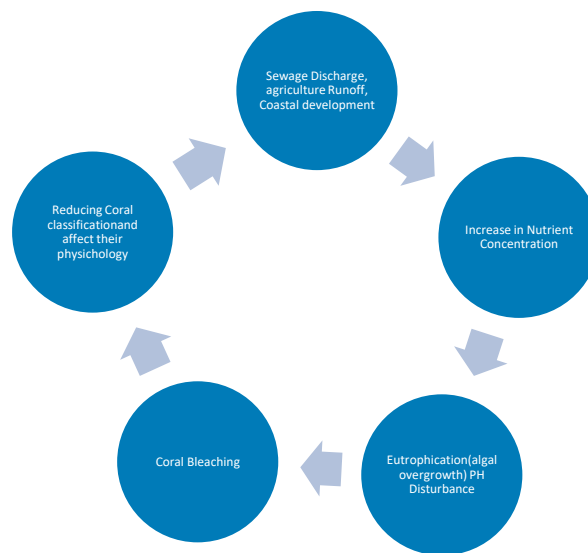 Sewage Discharge,
agriculture Runoff,
Coastal development
Increase in Nutrient
Concentration
Eutrophication(algal
overgrowth) PH
Disturbance
Coral Bleaching
Reducing Coral
classificationand
affect their
physichology